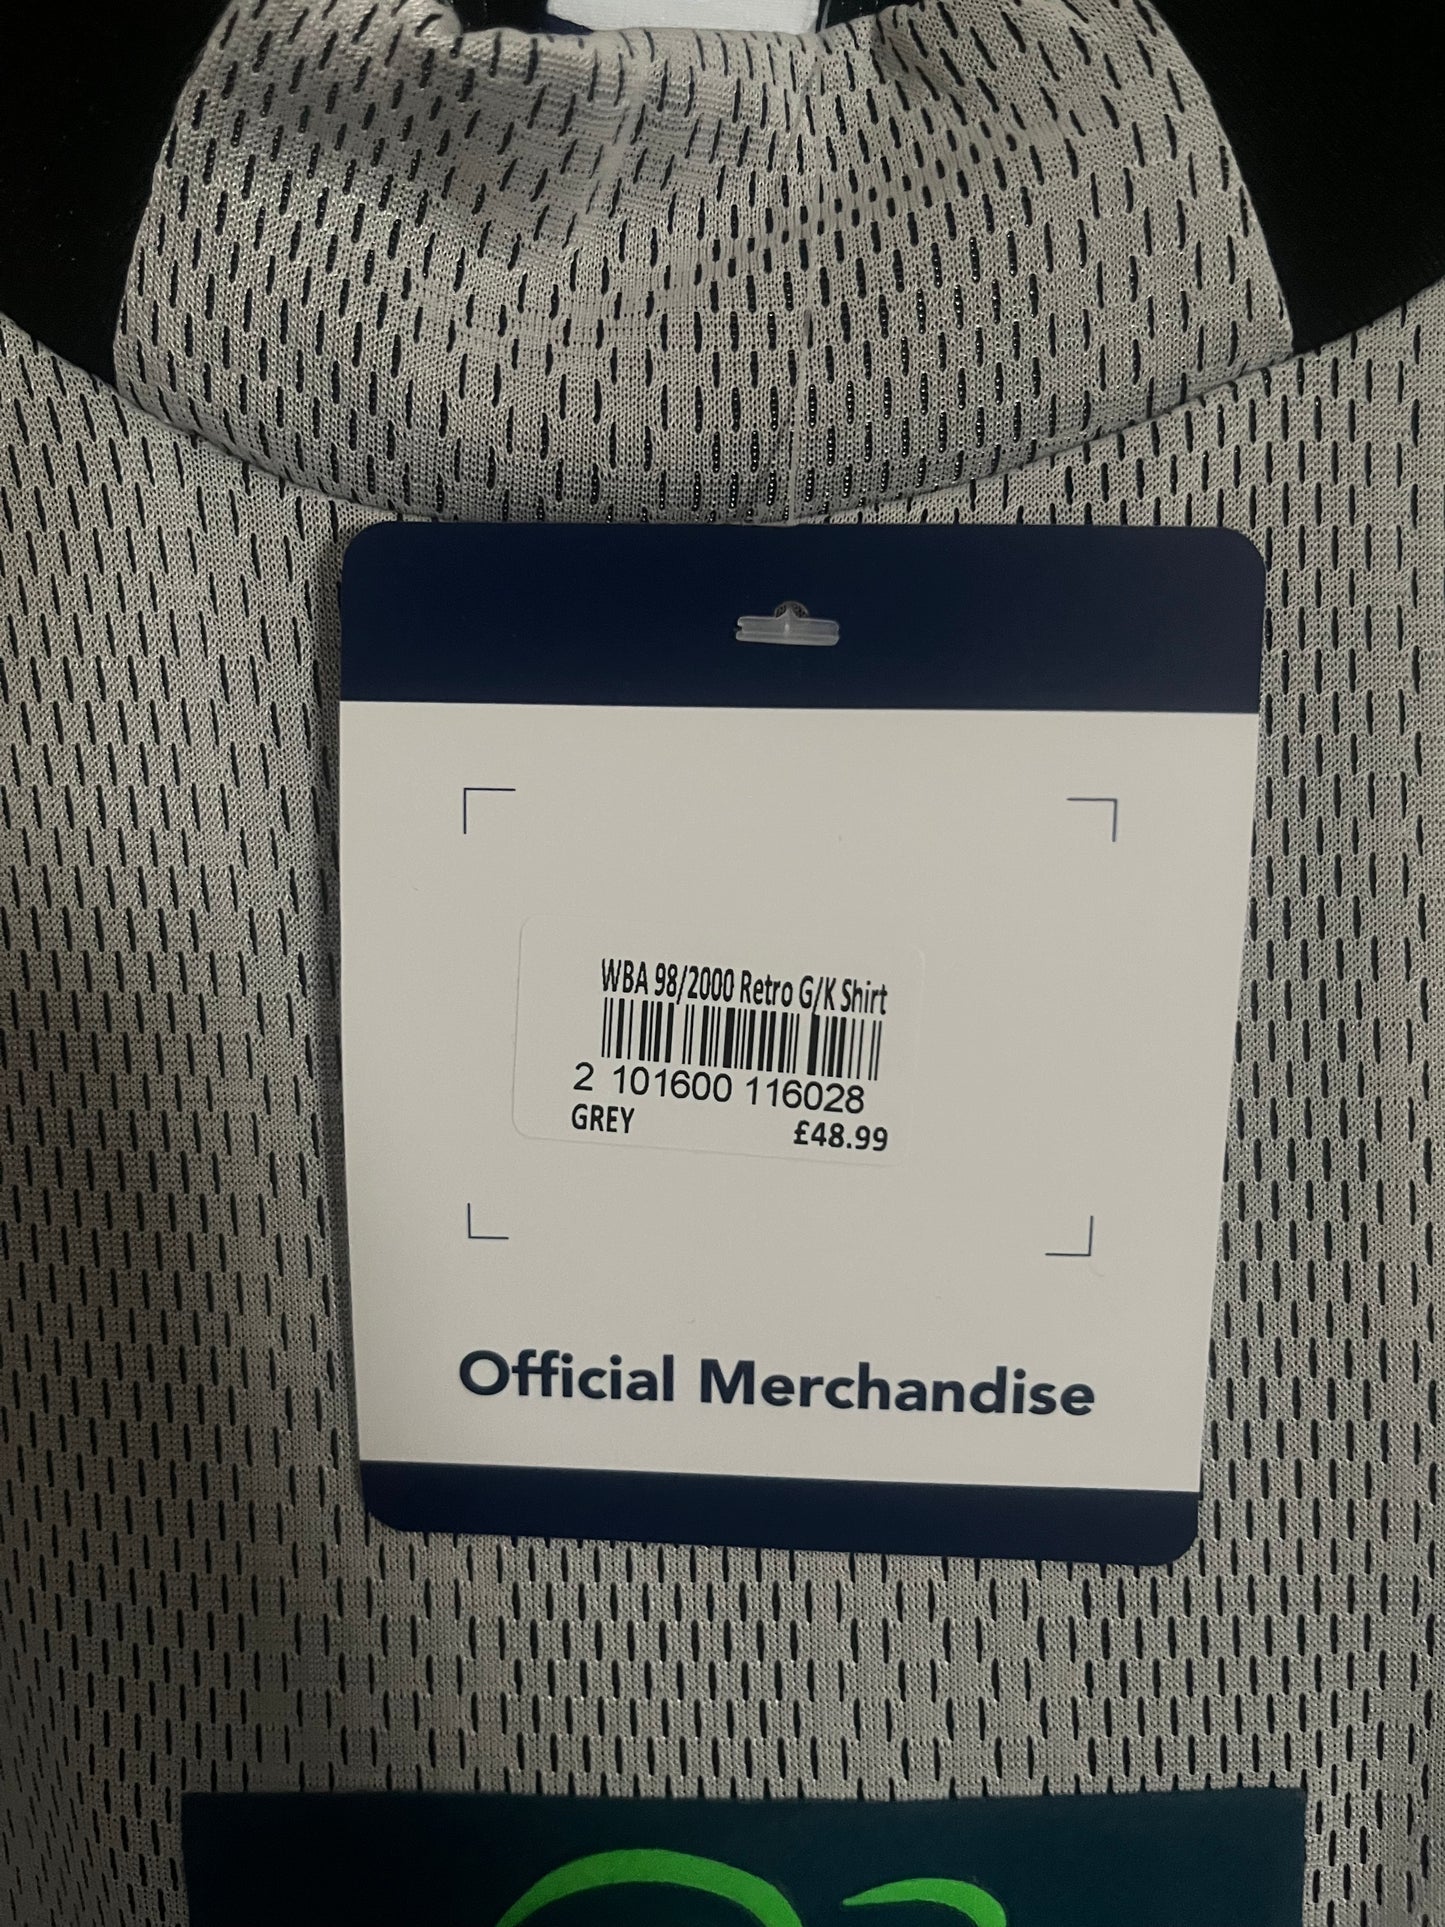 WBA 98/2000 Retro G/K Shirt
2 101600 116028
GREY £48.99
Official Merchandise